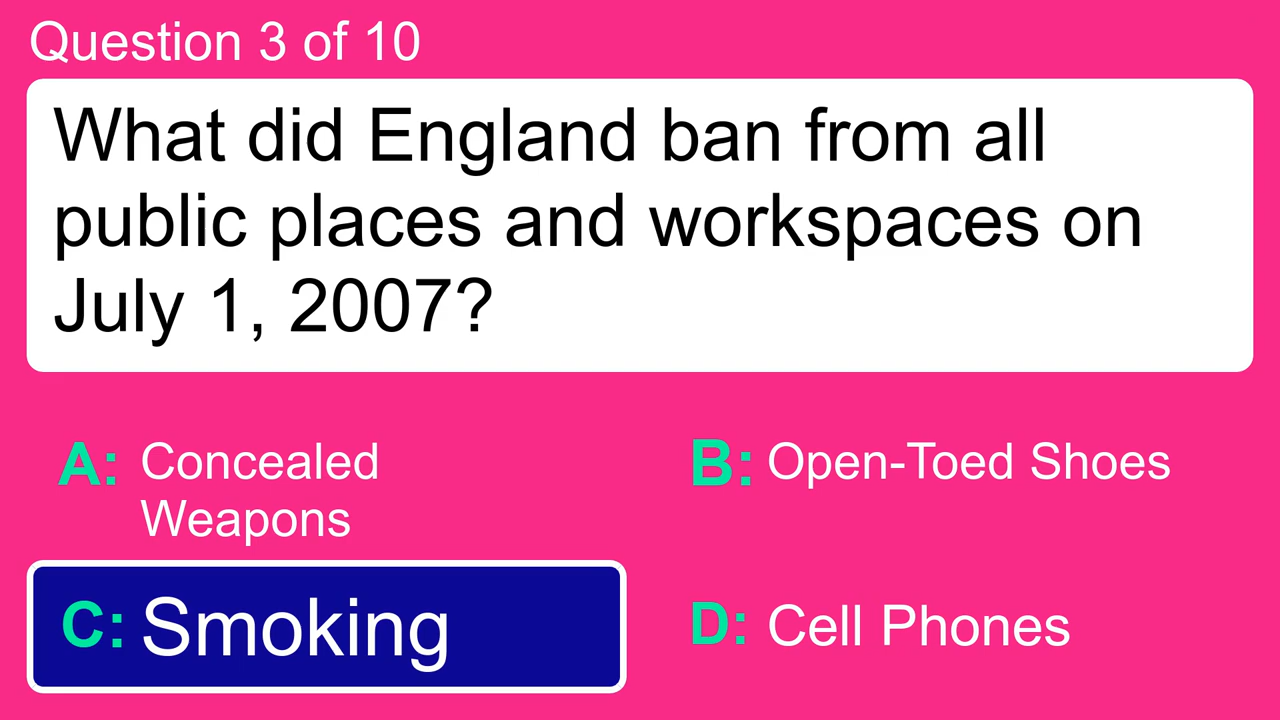 Question 3 of 10
What did England ban from all
public places and workspaces on
July 1, 2007?
A: Concealed
Weapons
B: Open-Toed Shoes
C: Smoking
D: Cell Phones